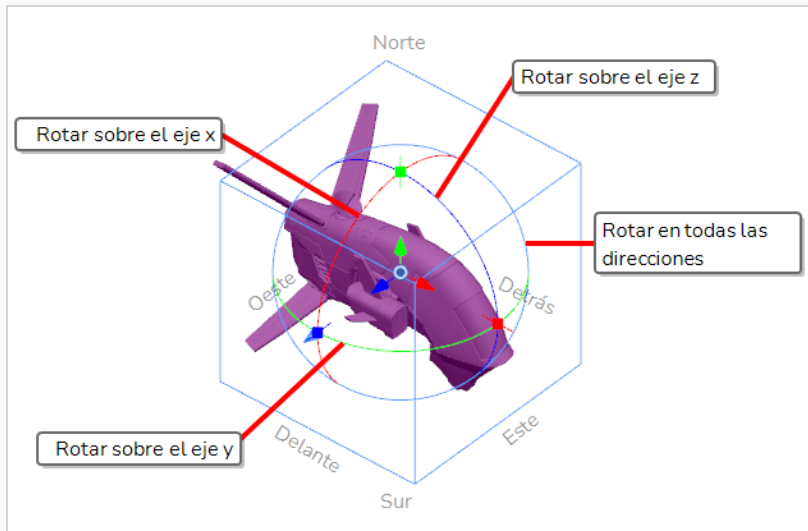 Norte
Rotar sobre el eje z
Rotar sobre el eje x
Rotar en todas las
direcciones
Oeste
Detrás
Rotar sobre el eje y
Delante
Este
Sur